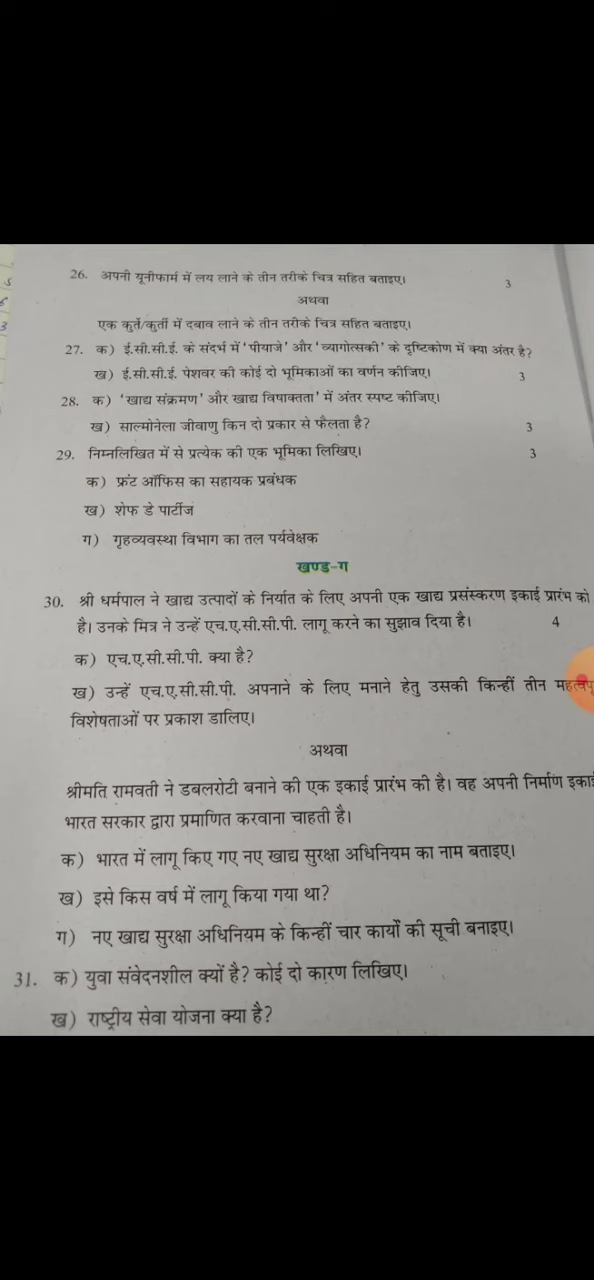 26. अपनी यूनीफार्म में लय लाने के तीन तरीके चित्र सहित बताइए। 3
अथवा
एक कुर्ते/कुर्ती में दबाव लाने के तीन तरीके चित्र सहित बताइए।
27. क) ई.सी.सी.ई. के संदर्भ में 'पीयाजे' और 'व्यागोत्सकी' के दृष्टिकोण में क्या अंतर है?
ख) ई.सी.सी.ई. पेशवर की कोई दो भूमिकाओं का वर्णन कीजिए। 3
28. क) 'खाद्य संक्रमण' और खाद्य विषाक्तता' में अंतर स्पष्ट कीजिए।
ख) साल्मोनेला जीवाणु किन दो प्रकार से फैलता है? 3
29. निम्नलिखित में से प्रत्येक की एक भूमिका लिखिए। 3
क) फ्रंट ऑफिस का सहायक प्रबंधक
ख) शेफ डे पार्टीज
ग) गृहव्यवस्था विभाग का तल पर्यवेक्षक
खण्ड-ग
30. श्री धर्मपाल ने खाद्य उत्पादों के निर्यात के लिए अपनी एक खाद्य प्रसंस्करण इकाई प्रारंभ की
है। उनके मित्र ने उन्हें एच.ए.सी.सी.पी. लागू करने का सुझाव दिया है। 4
क) एच.ए.सी.सी.पी. क्या है?
ख) उन्हें एच.ए.सी.सी.पी. अपनाने के लिए मनाने हेतु उसकी किन्हीं तीन
विशेषताओं पर प्रकाश डालिए।
अथवा
श्रीमति रामवती ने डबलरोटी बनाने की एक इकाई प्रारंभ की है। वह अपनी निर्माण
भारत सरकार द्वारा प्रमाणित करवाना चाहती है।
क) भारत में लागू किए गए नए खाद्य सुरक्षा अधिनियम का नाम बताइए।
ख) इसे किस वर्ष में लागू किया गया था?
ग) नए खाद्य सुरक्षा अधिनियम के किन्हीं चार कार्यों की सूची बनाइए।
31. क) युवा संवेदनशील क्यों है? कोई दो कारण लिखिए।
ख) राष्ट्रीय सेवा योजना क्या है?